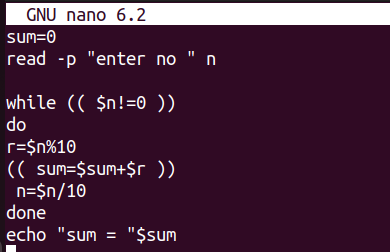 GNU nano 6.2
sum=0
read -p "enter no " n
while (( $n!=0 ))
do
r=$n%10
(( sum=$sum+$r ))
n=$n/10
done
echo "sum = "$sum